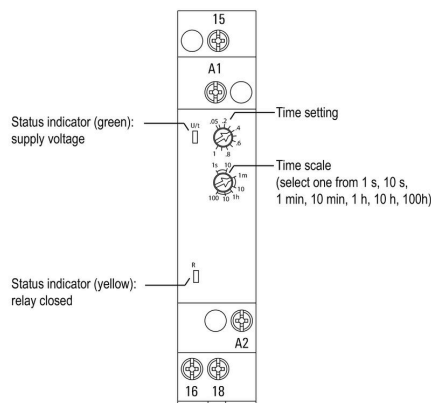 15
A1
Status indicator (green):
supply voltage
U/t
.05 .2
.4
.6
.8
1
Time setting
1s 10
1m
10
1h
10
100
Time scale
(select one from 1 s, 10 s,
1 min, 10 min, 1 h, 10 h, 100h)
R
Status indicator (yellow):
relay closed
A2
16 18